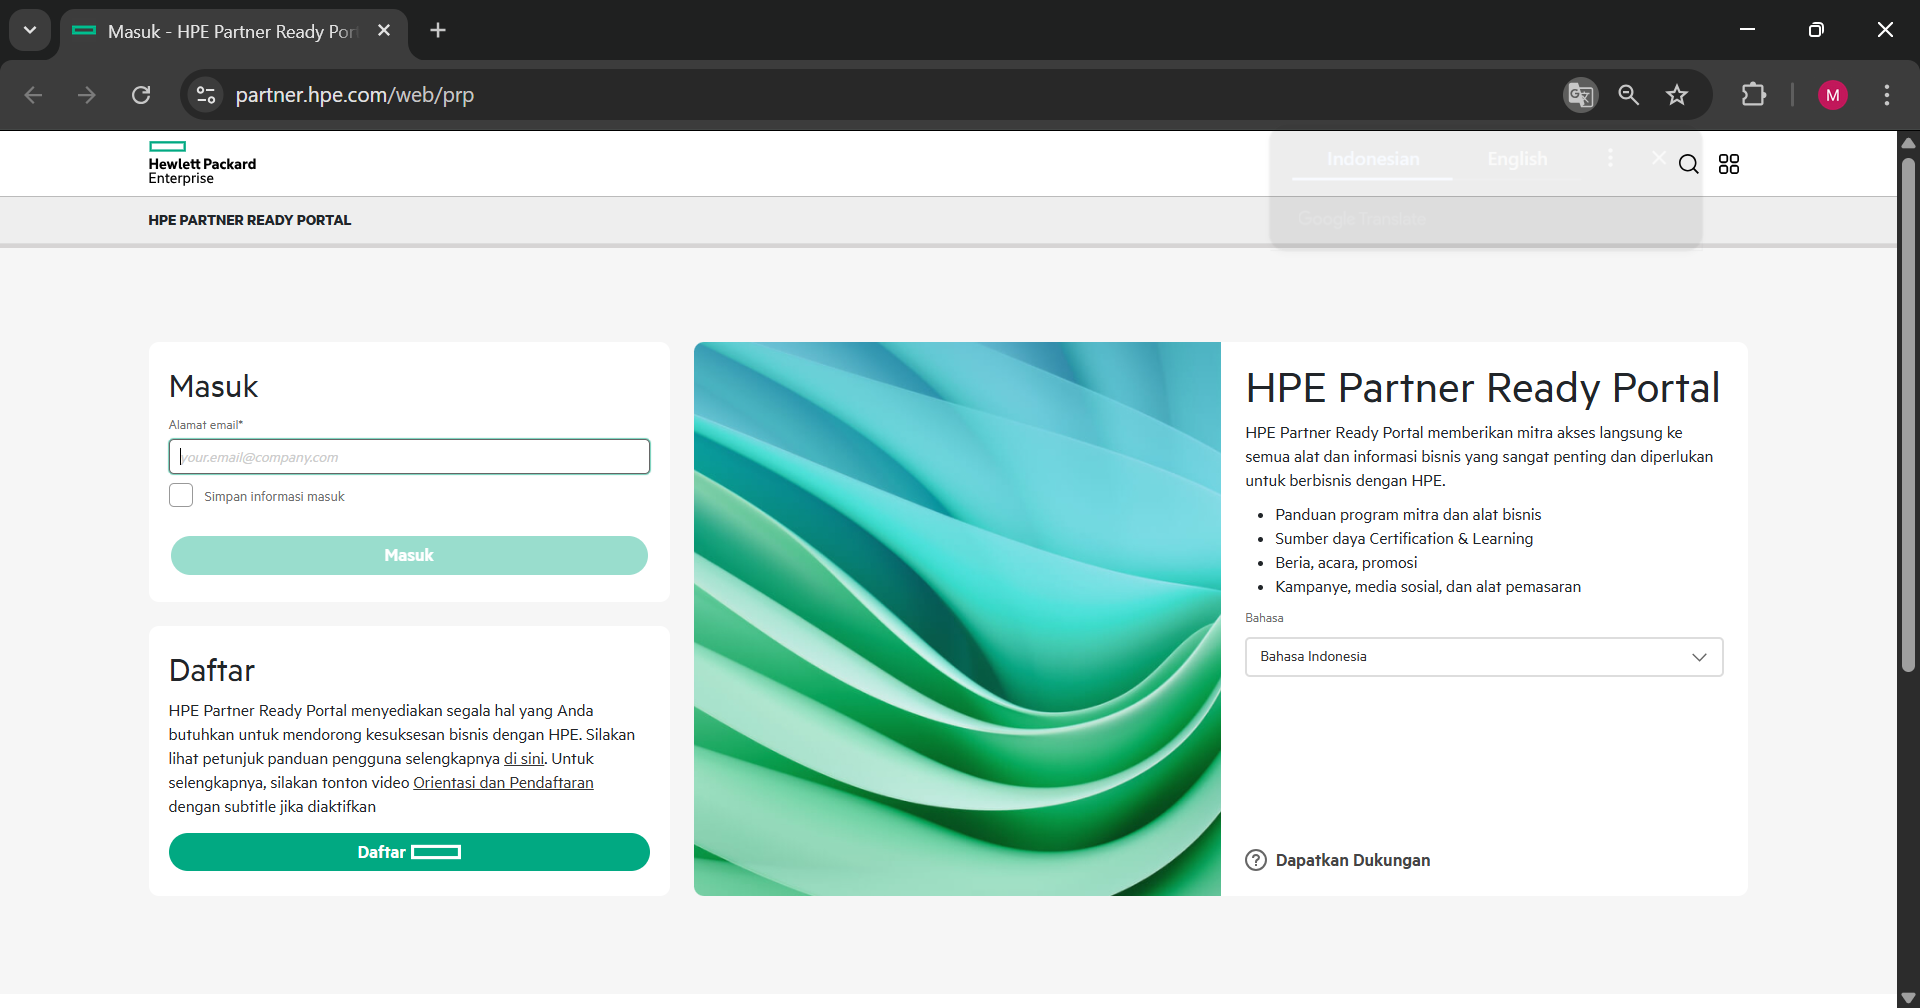 Masuk - HPE Partner Ready Por
partner.hpe.com/web/prp
M
Hewlett Packard
Enterprise
Indonesian English
Google Translate
HPE PARTNER READY PORTAL
Masuk
Alamat email*
your.email@company.com
Simpan informasi masuk
Masuk
Daftar
HPE Partner Ready Portal menyediakan segala hal yang Anda
butuhkan untuk mendorong kesuksesan bisnis dengan HPE. Silakan
lihat petunjuk panduan pengguna selengkapnya di sini. Untuk
selengkapnya, silakan tonton video Orientasi dan Pendaftaran
dengan subtitle jika diaktifkan
Daftar
HPE Partner Ready Portal
HPE Partner Ready Portal memberikan mitra akses langsung ke
semua alat dan informasi bisnis yang sangat penting dan diperlukan
untuk berbisnis dengan HPE.
• Panduan program mitra dan alat bisnis
• Sumber daya Certification & Learning
• Beria, acara, promosi
• Kampanye, media sosial, dan alat pemasaran
Bahasa
Bahasa Indonesia
? Dapatkan Dukungan